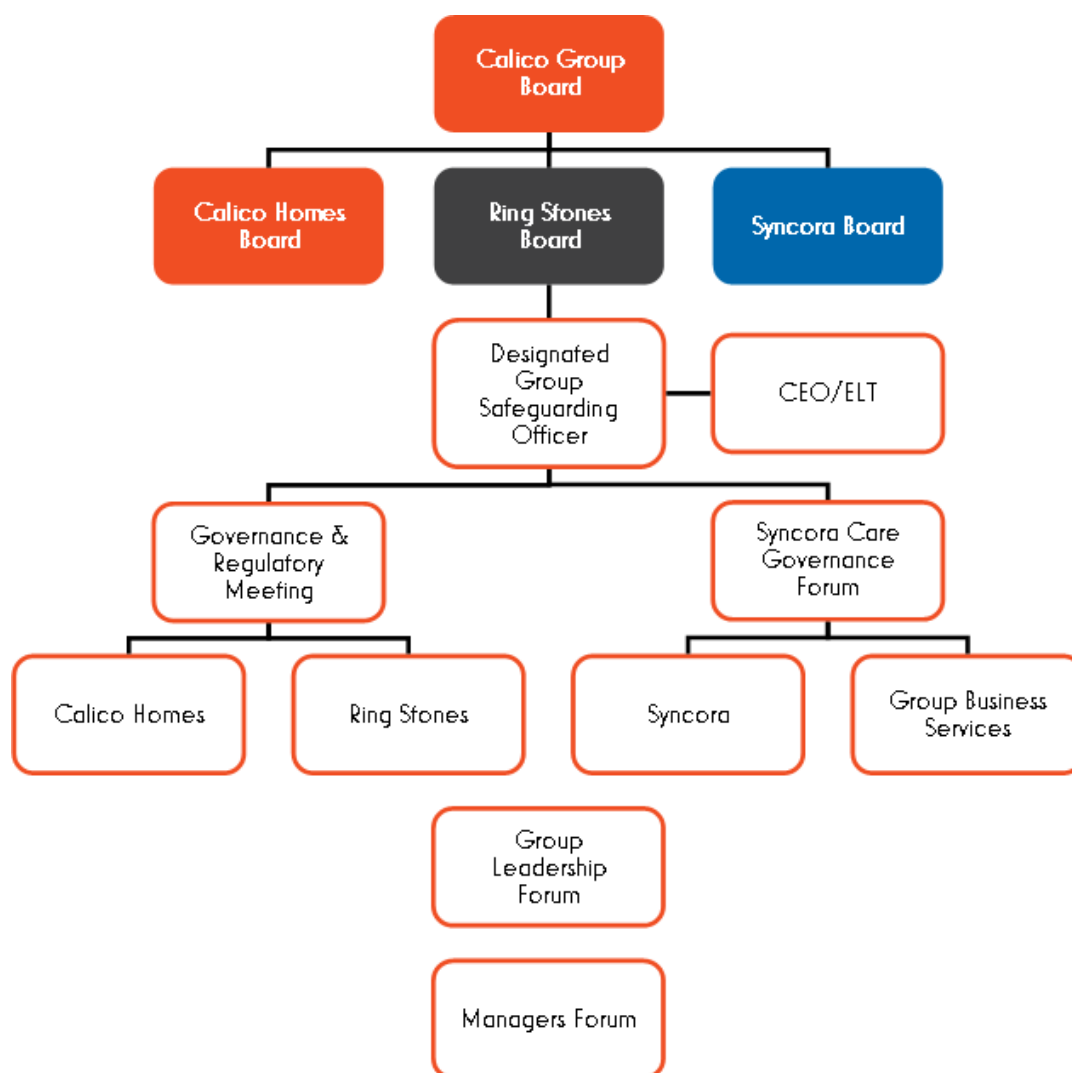 Calico Group
Board
Calico Homes
Board
Ring Stones
Board
Syncora Board
Designated
Group
Safeguarding
Officer
CEO/ELT
Governance &
Regulatory
Meeting
Syncora Care
Governance
Forum
Calico Homes
Ring Stones
Syncora
Group Business
Services
Group
Leadership
Forum
Managers Forum